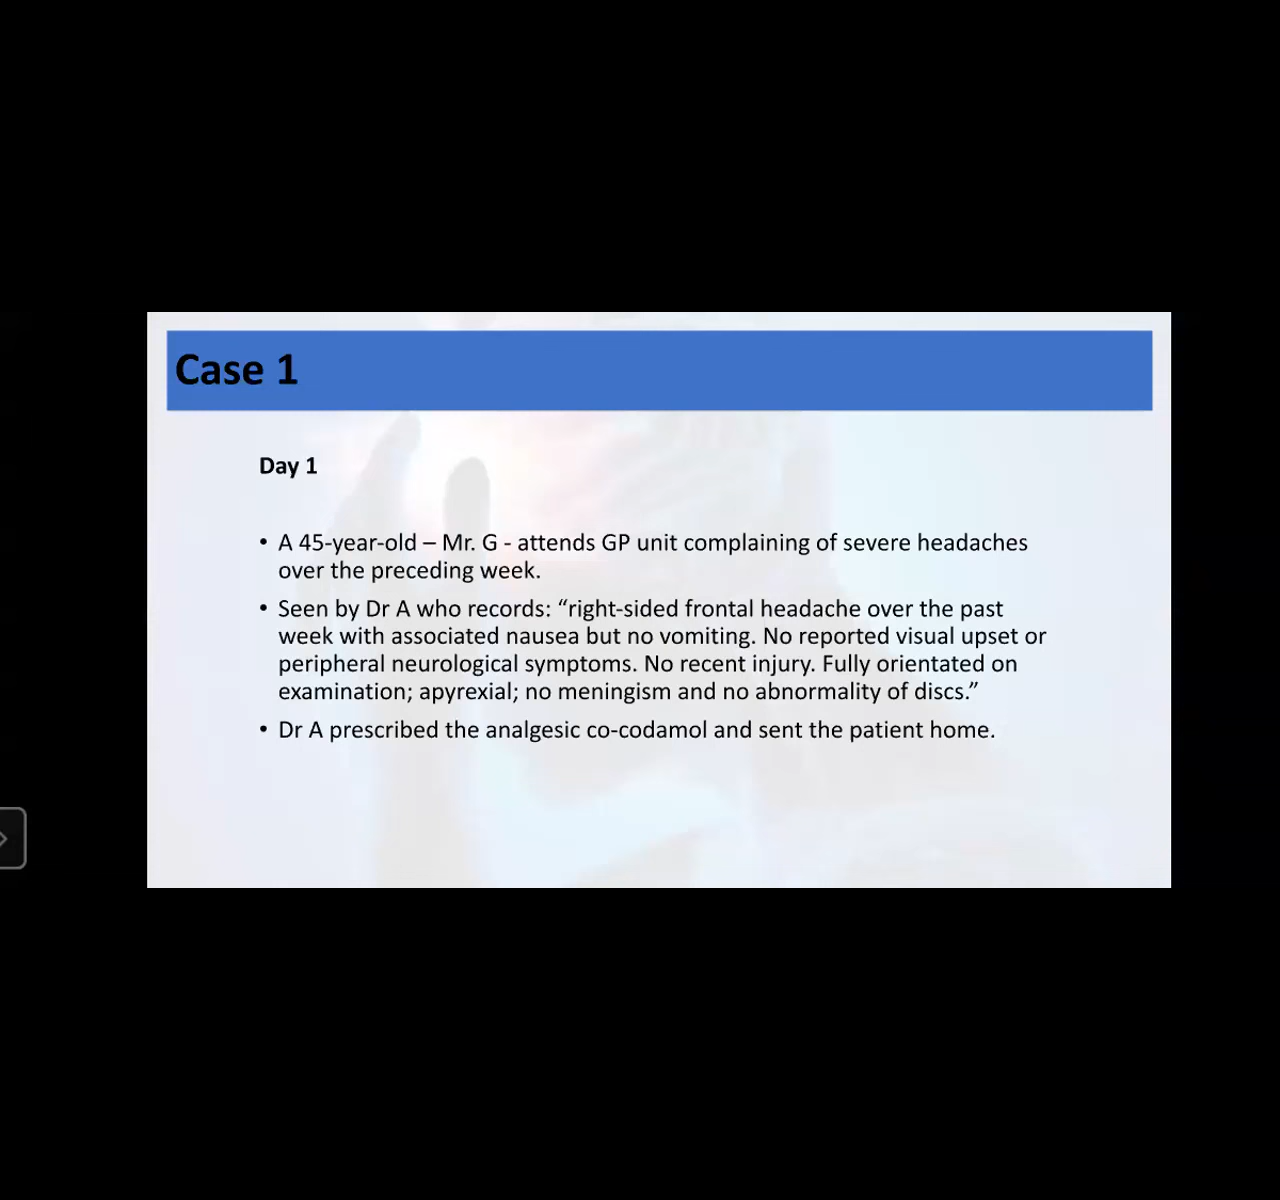 Case 1
Day 1
• A 45-year-old – Mr. G - attends GP unit complaining of severe headaches
over the preceding week.
• Seen by Dr A who records: “right-sided frontal headache over the past
week with associated nausea but no vomiting. No reported visual upset or
peripheral neurological symptoms. No recent injury. Fully orientated on
examination; apyrexial; no meningism and no abnormality of discs.”
• Dr A prescribed the analgesic co-codamol and sent the patient home.